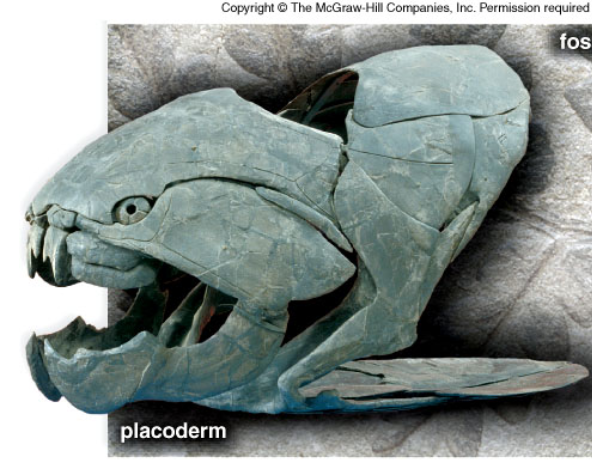 Copyright © The McGraw-Hill Companies, Inc. Permission required
fos
placoderm